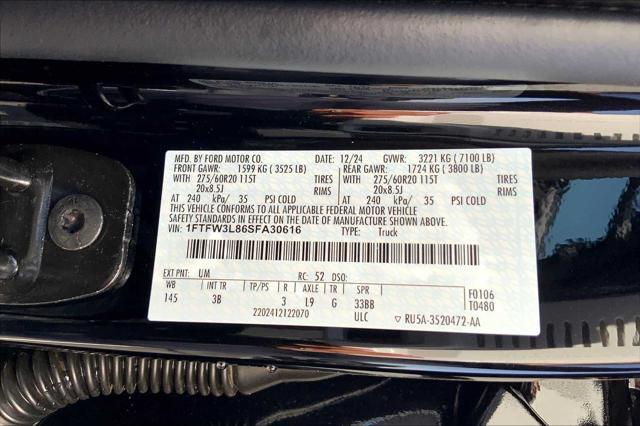 MFD. BY FORD MOTOR CO. 12/24 GVWR: 3221 KG ( 7100 LB)
FRONT GAWR: 1599 KG ( 3525 LB) REAR GAWR: 1724 KG ( 3800 LB)
WITH 275/60R20 115T TIRES WITH 275/60R20 115T TIRES
20x8.5J RIMS 20x8.5J RIMS
AT 240 kPa/ 35 PSI COLD AT 240 kPa/ 35 PSI COLD
THIS VEHICLE CONFORMS TO ALL APPLICABLE FEDERAL MOTOR VEHICLE
SAFETY STANDARDS IN EFFECT ON THE DATE OF MANUFACTURE SHOWN ABOVE.
VIN: 1FTFW3L86SFA30616 TYPE: Truck
EXT PNT: UM RC: 52 DSO:
WB INT TR TP/PS R AXLE TR SPR F0106
145 3B 3 L9 G 33BB T0480
2202412122070 ULC ▽ RU5A-3520472-AA